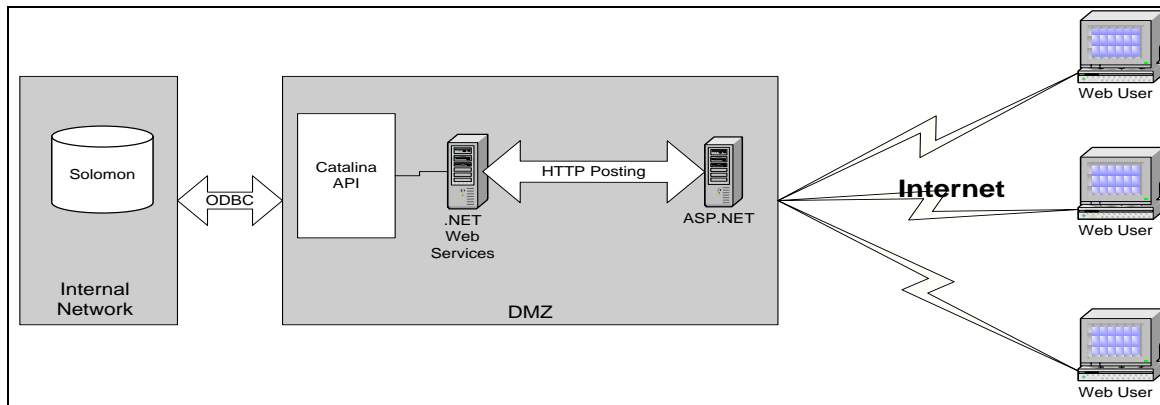 Solomon
Internal
Network
ODBC
Catalina
API
.NET
Web
Services
HTTP Posting
ASP.NET
DMZ
Internet
Web User
Web User
Web User